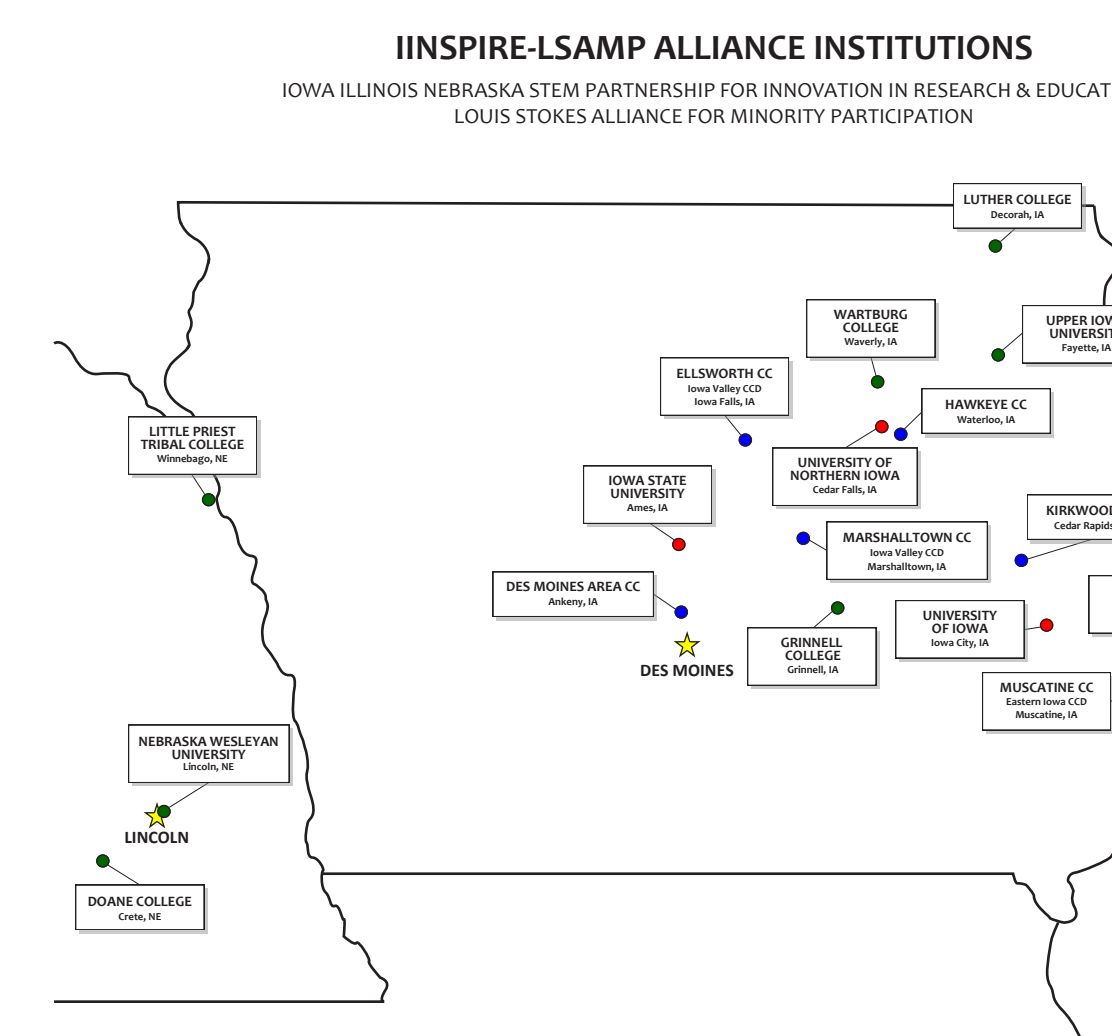 IINSPIRE-LSAMP ALLIANCE INSTITUTIONS
IOWA ILLINOIS NEBRASKA STEM PARTNERSHIP FOR INNOVATION IN RESEARCH & EDUCAT
LOUIS STOKES ALLIANCE FOR MINORITY PARTICIPATION
LUTHER COLLEGE
Decorah, IA
WARTBURG
COLLEGE
Waverly, IA
UPPER IOW
UNIVERSIT
Fayette, IA
ELLSWORTH CC
Iowa Valley CCD
Iowa Falls, IA
HAWKEYE CC
Waterloo, IA
LITTLE PRIEST
TRIBAL COLLEGE
Winnebago, NE
UNIVERSITY OF
NORTHERN IOWA
Cedar Falls, IA
IOWA STATE
UNIVERSITY
Ames, IA
KIRKWOOD
Cedar Rapids
MARSHALLTOWN CC
Iowa Valley CCD
Marshalltown, IA
DES MOINES AREA CC
Ankeny, IA
UNIVERSITY
OF IOWA
Iowa City, IA
GRINNELL
COLLEGE
Grinnell, IA
DES MOINES
MUSCATINE CC
Eastern Iowa CCD
Muscatine, IA
NEBRASKA WESLEYAN
UNIVERSITY
Lincoln, NE
LINCOLN
DOANE COLLEGE
Crete, NE